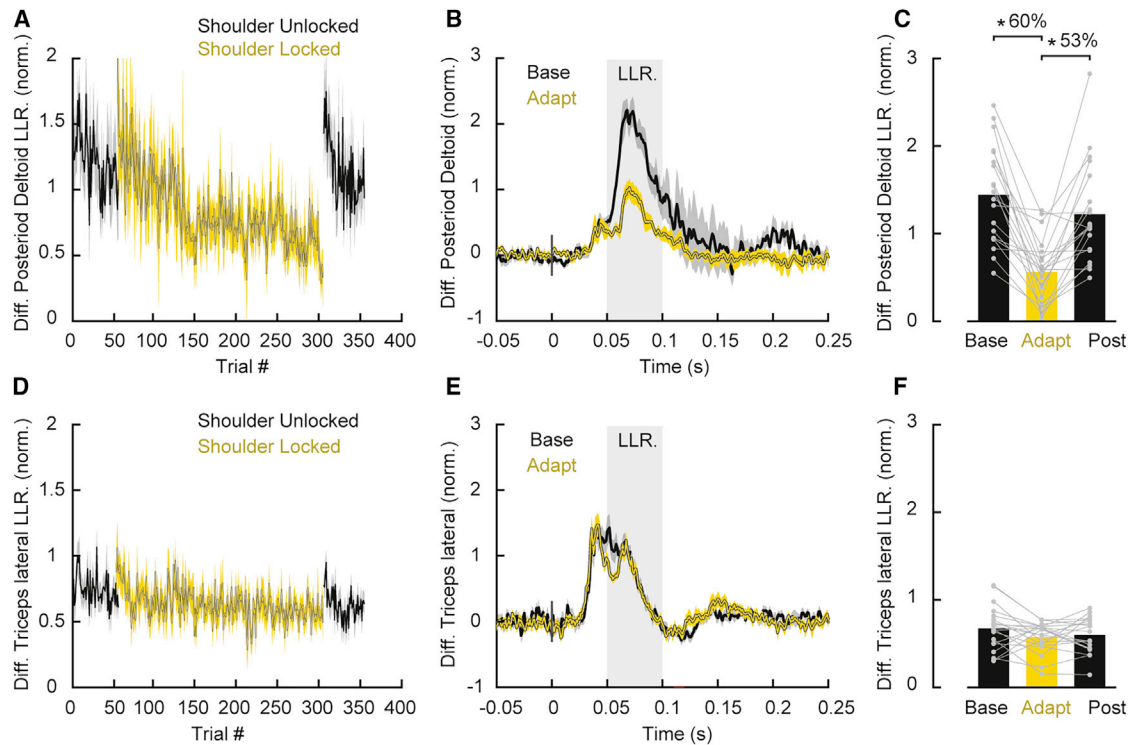 A
Shoulder Unlocked
Shoulder Locked
Diff. Posteriod Deltoid LLR. (norm.)
2
1.5
1
0.5
0
0 50 100 150 200 250 300 350 400
Trial #
B
Base
Adapt
LLR.
Diff. Posteriod Deltoid (norm.)
3
2
1
0
-1
-0.05 0 0.05 0.1 0.15 0.20 0.25
Time (s)
C
* 60%
* 53%
Diff. Posteriod Deltoid LLR. (norm.)
3
2
1
0
Base Adapt Post
D
Shoulder Unlocked
Shoulder Locked
Diff. Triceps lateral LLR. (norm.)
2
1.5
1
0.5
0
0 50 100 150 200 250 300 350 400
Trial #
E
Base
Adapt
LLR.
Diff. Triceps lateral (norm.)
3
2
1
0
-1
-0.05 0 0.05 0.1 0.15 0.20 0.25
Time (s)
F
Diff. Triceps lateral LLR. (norm.)
3
2
1
0
Base Adapt Post